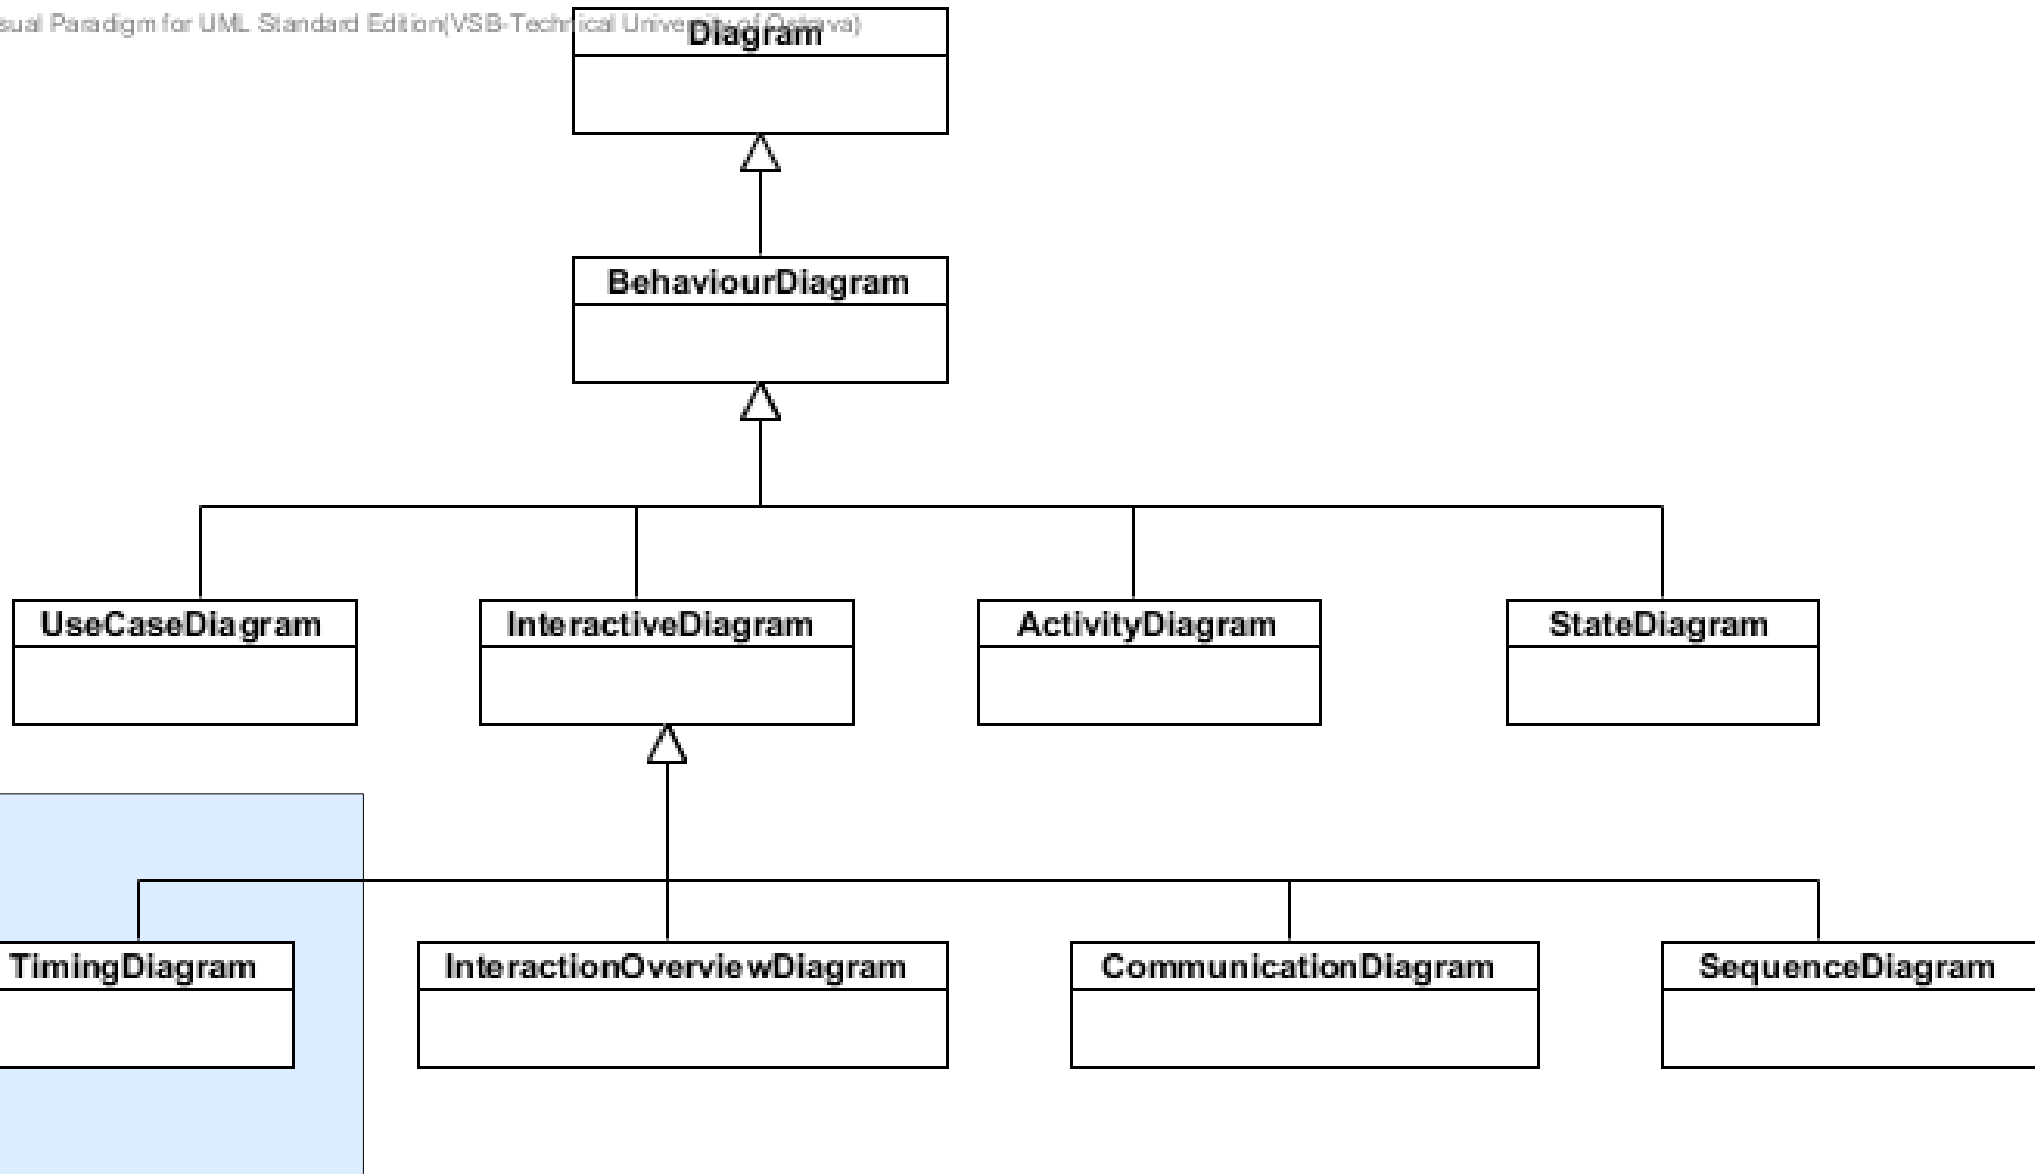 sual Paradigm for UML Standard Edition(VSB-Technical University of Ostrava)
Diagram
BehaviourDiagram
UseCaseDiagram
InteractiveDiagram
ActivityDiagram
StateDiagram
TimingDiagram
InteractionOverviewDiagram
CommunicationDiagram
SequenceDiagram